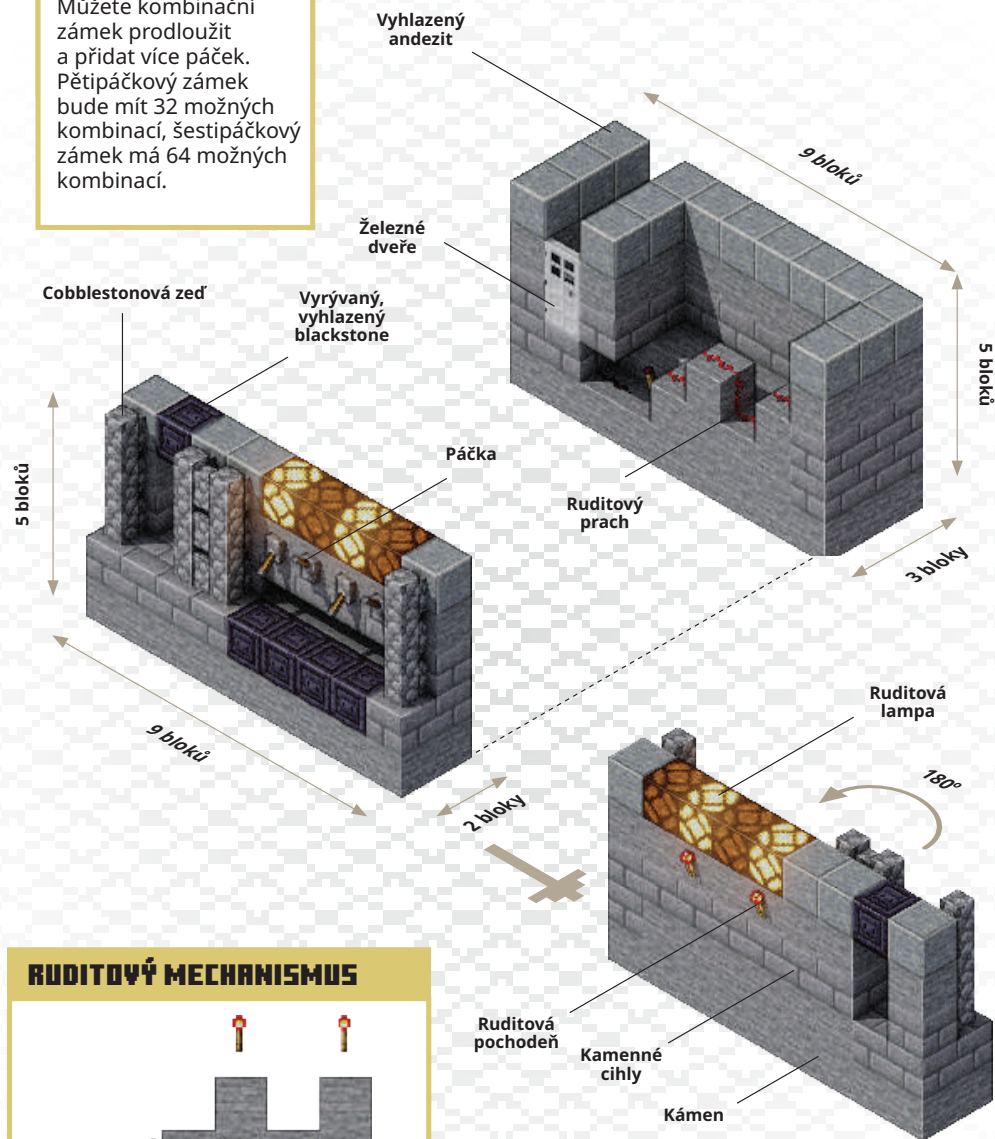 Můžete kombinační
zámek prodloužit
a přidat více páček.
Pětipáčkový zámek
bude mít 32 možných
kombinací, šestipáčkový
zámek má 64 možných
kombinací.
Vyhlazený
andezit
9 bloků
Železné
dveře
5 bloků
Cobblestonová zeď
Vyrývaný,
vyhlazený
blackstone
Páčka
5 bloků
Ruditový
prach
3 bloky
9 bloků
2 bloky
Ruditová
lampa
180°
RUDITOVÝ MECHANISMUS
Ruditová
pochodeň
Kamenné
cihly
Kámen